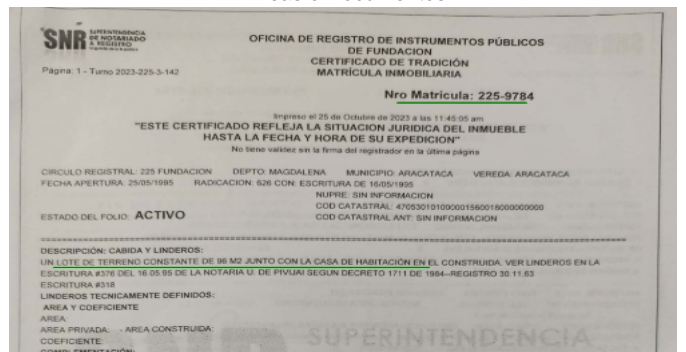 SNR SUPERINTENDENCIA DE NOTARIADO & REGISTRO
OFICINA DE REGISTRO DE INSTRUMENTOS PÚBLICOS
DE FUNDACION
CERTIFICADO DE TRADICIÓN
MATRÍCULA INMOBILIARIA
Página: 1 - Turno 2023-225-3-142
Nro Matrícula: 225-9784
Impreso el 25 de Octubre de 2023 a las 11:45:05 am
"ESTE CERTIFICADO REFLEJA LA SITUACION JURIDICA DEL INMUEBLE
HASTA LA FECHA Y HORA DE SU EXPEDICION"
No tiene validez sin la firma del registrador en la última página
CIRCULO REGISTRAL: 225 FUNDACION DEPTO: MAGDALENA MUNICIPIO: ARACATACA VEREDA: ARACATACA
FECHA APERTURA: 25/05/1995 RADICACION: 626 CON: ESCRITURA DE 16/05/1995
NUPRE: SIN INFORMACION
COD CATASTRAL:
ESTADO DEL FOLIO: ACTIVO
COD CATASTRAL ANT: SIN INFORMACION
DESCRIPCIÓN: CABIDA Y LINDEROS:
UN LOTE DE TERRENO CONSTANTE DE 96 M2 JUNTO CON LA CASA DE HABITACIÓN EN EL CONSTRUIDA. VER LINDEROS EN LA
ESCRITURA #376 DEL 16.05.95 DE LA NOTARIA U. DE PIVIJAI SEGUN DECRETO 1711 DE 1984--REGISTRO 30.11.63
ESCRITURA #318
LINDEROS TECNICAMENTE DEFINIDOS:
AREA Y COEFICIENTE
AREA:
AREA PRIVADA: - AREA CONSTRUIDA:
COEFICIENTE:
SUPERINTENDENCIA
COMPLEMENTACIÓN: